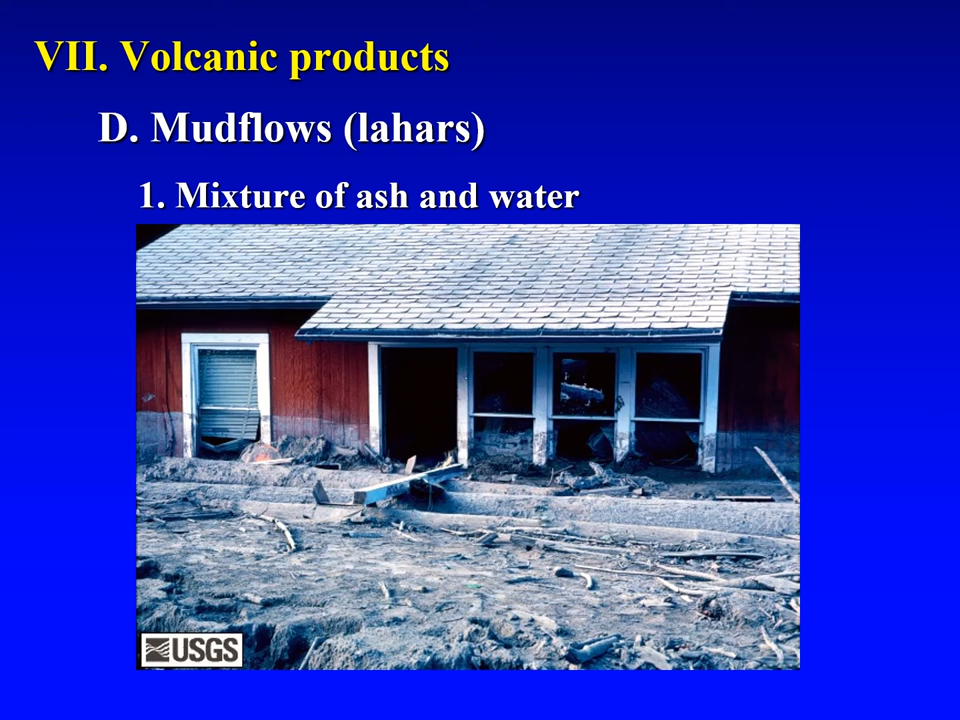 VII. Volcanic products
D. Mudflows (lahars)
1. Mixture of ash and water
USGS